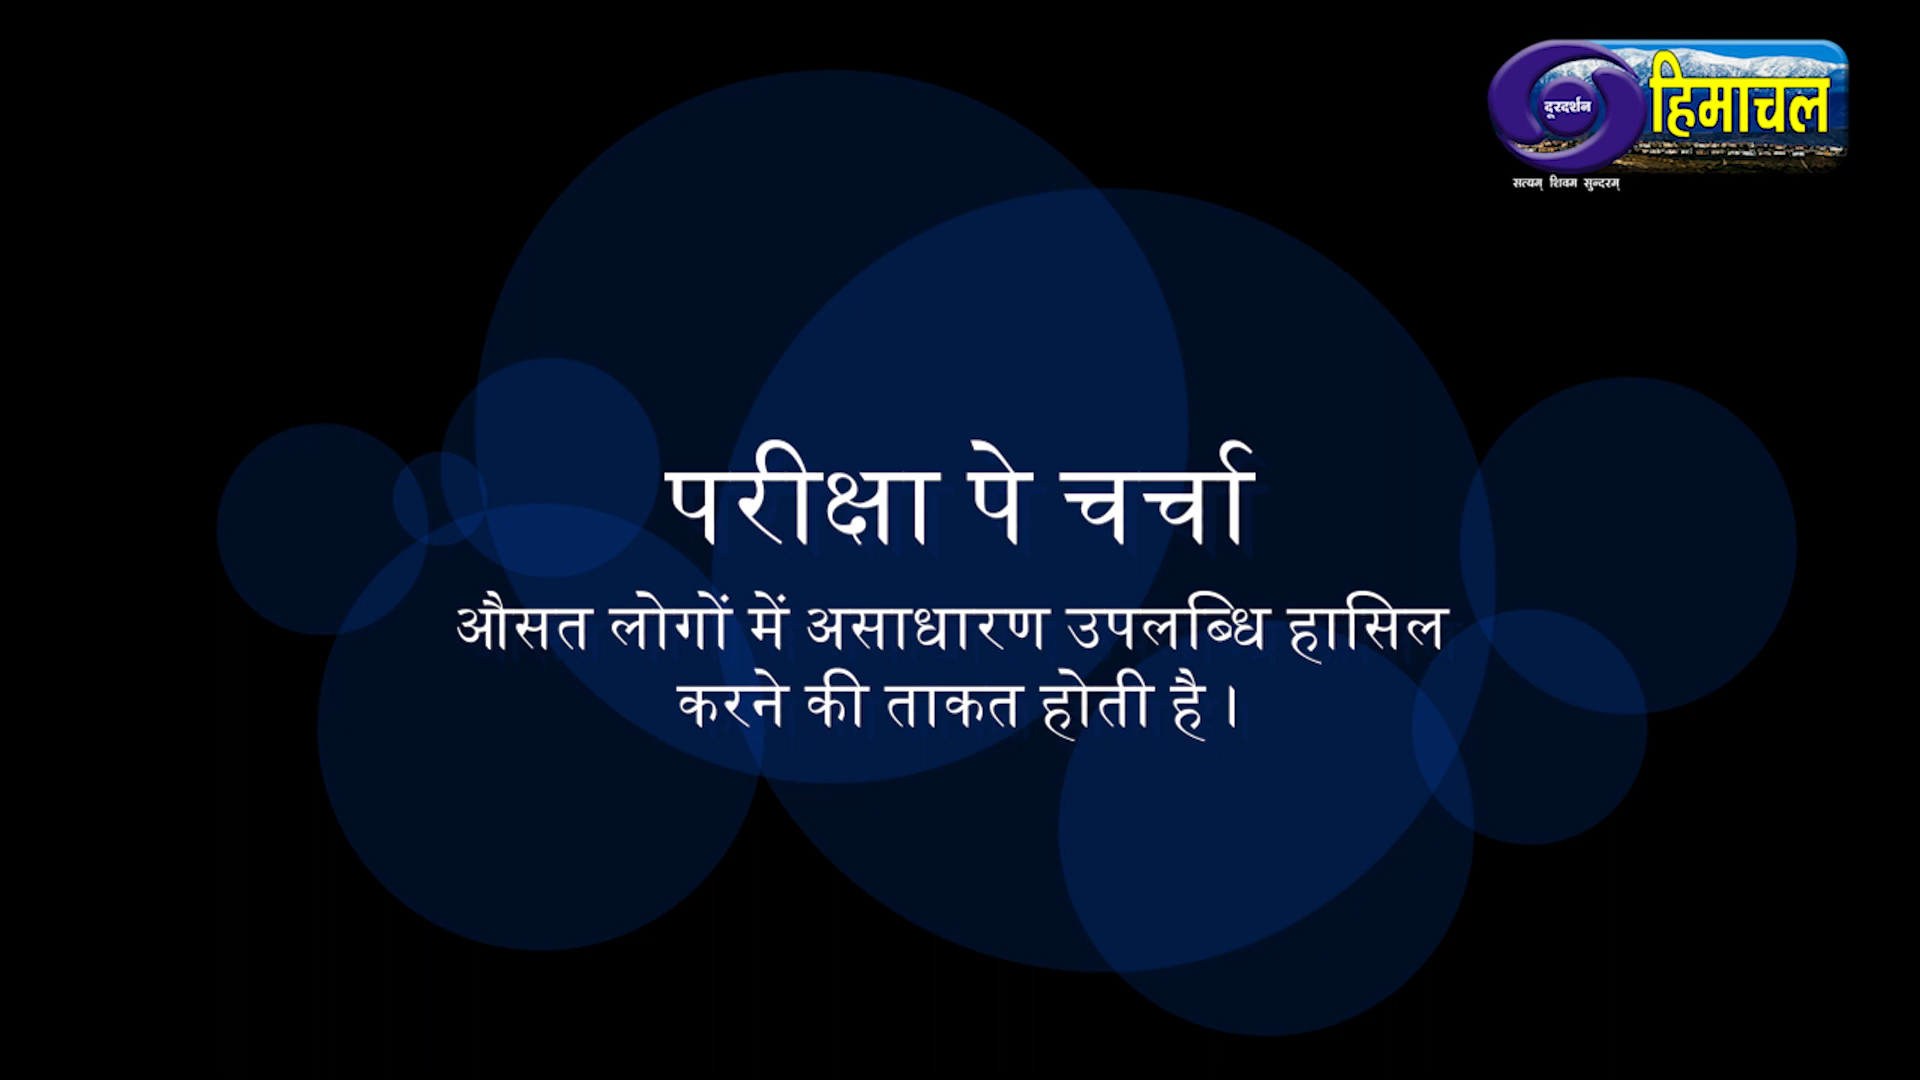 दूरदर्शन
हिमाचल
सत्यम् शिवम सुन्दरम्
परीक्षा पे चर्चा
औसत लोगों में असाधारण उपलब्धि हासिल
करने की ताकत होती है।